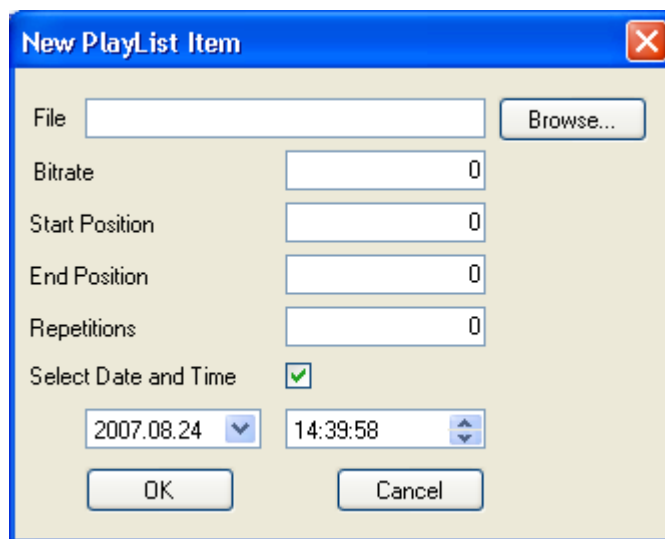 New PlayList Item
File Browse...
Bitrate 0
Start Position 0
End Position 0
Repetitions 0
Select Date and Time
2007.08.24 14:39:58
OK Cancel